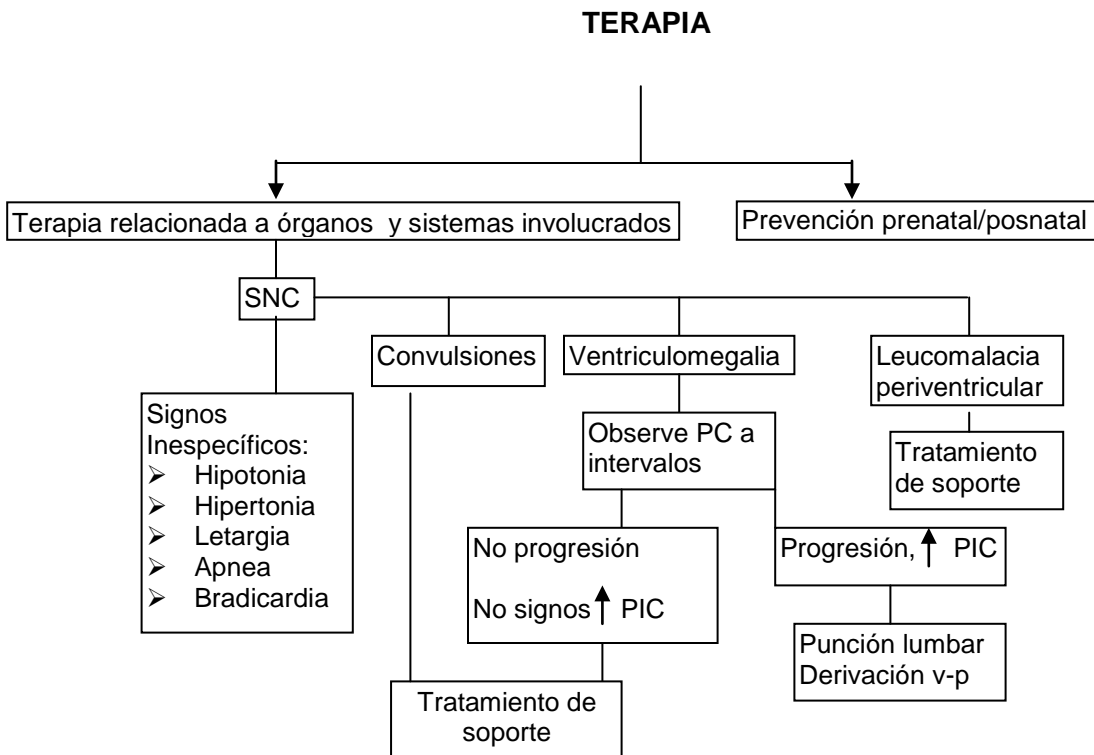 TERAPIA
Terapia relacionada a órganos y sistemas involucrados
Prevención prenatal/posnatal
SNC
Convulsiones
Ventriculomegalia
Leucomalacia
periventricular
Signos
Inespecíficos:
➢ Hipotonia
➢ Hipertonia
➢ Letargia
➢ Apnea
➢ Bradicardia
Observe PC a
intervalos
Tratamiento
de soporte
No progresión
No signos ↑ PIC
Progresión, ↑ PIC
Punción lumbar
Derivación v-p
Tratamiento de
soporte